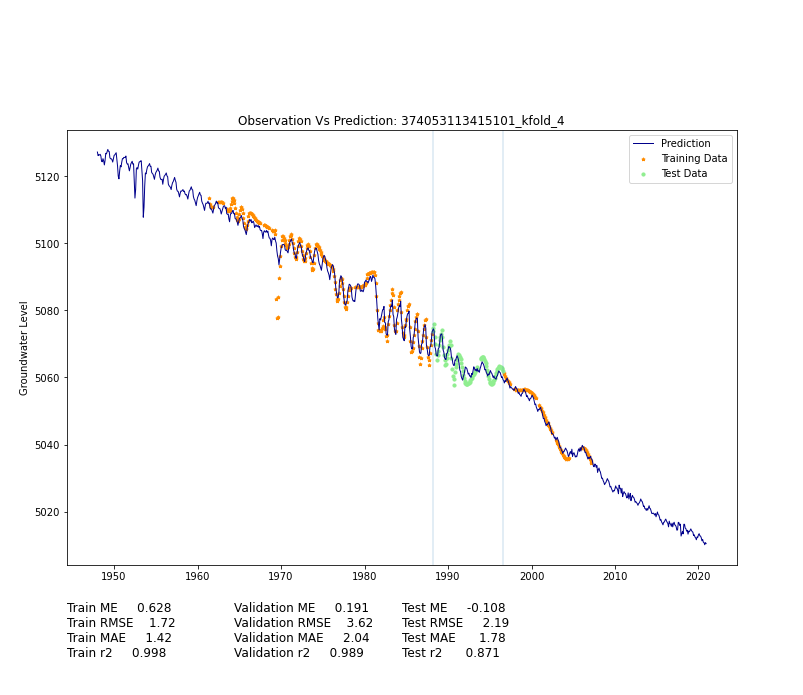 Observation Vs Prediction: 374053113415101_kfold_4
Prediction
Training Data
Test Data
Groundwater Level
5120
5100
5080
5060
5040
5020
1950 1960 1970 1980 1990 2000 2010 2020
Train ME 0.628 Validation ME 0.191 Test ME -0.108
Train RMSE 1.72 Validation RMSE 3.62 Test RMSE 2.19
Train MAE 1.42 Validation MAE 2.04 Test MAE 1.78
Train r2 0.998 Validation r2 0.989 Test r2 0.871